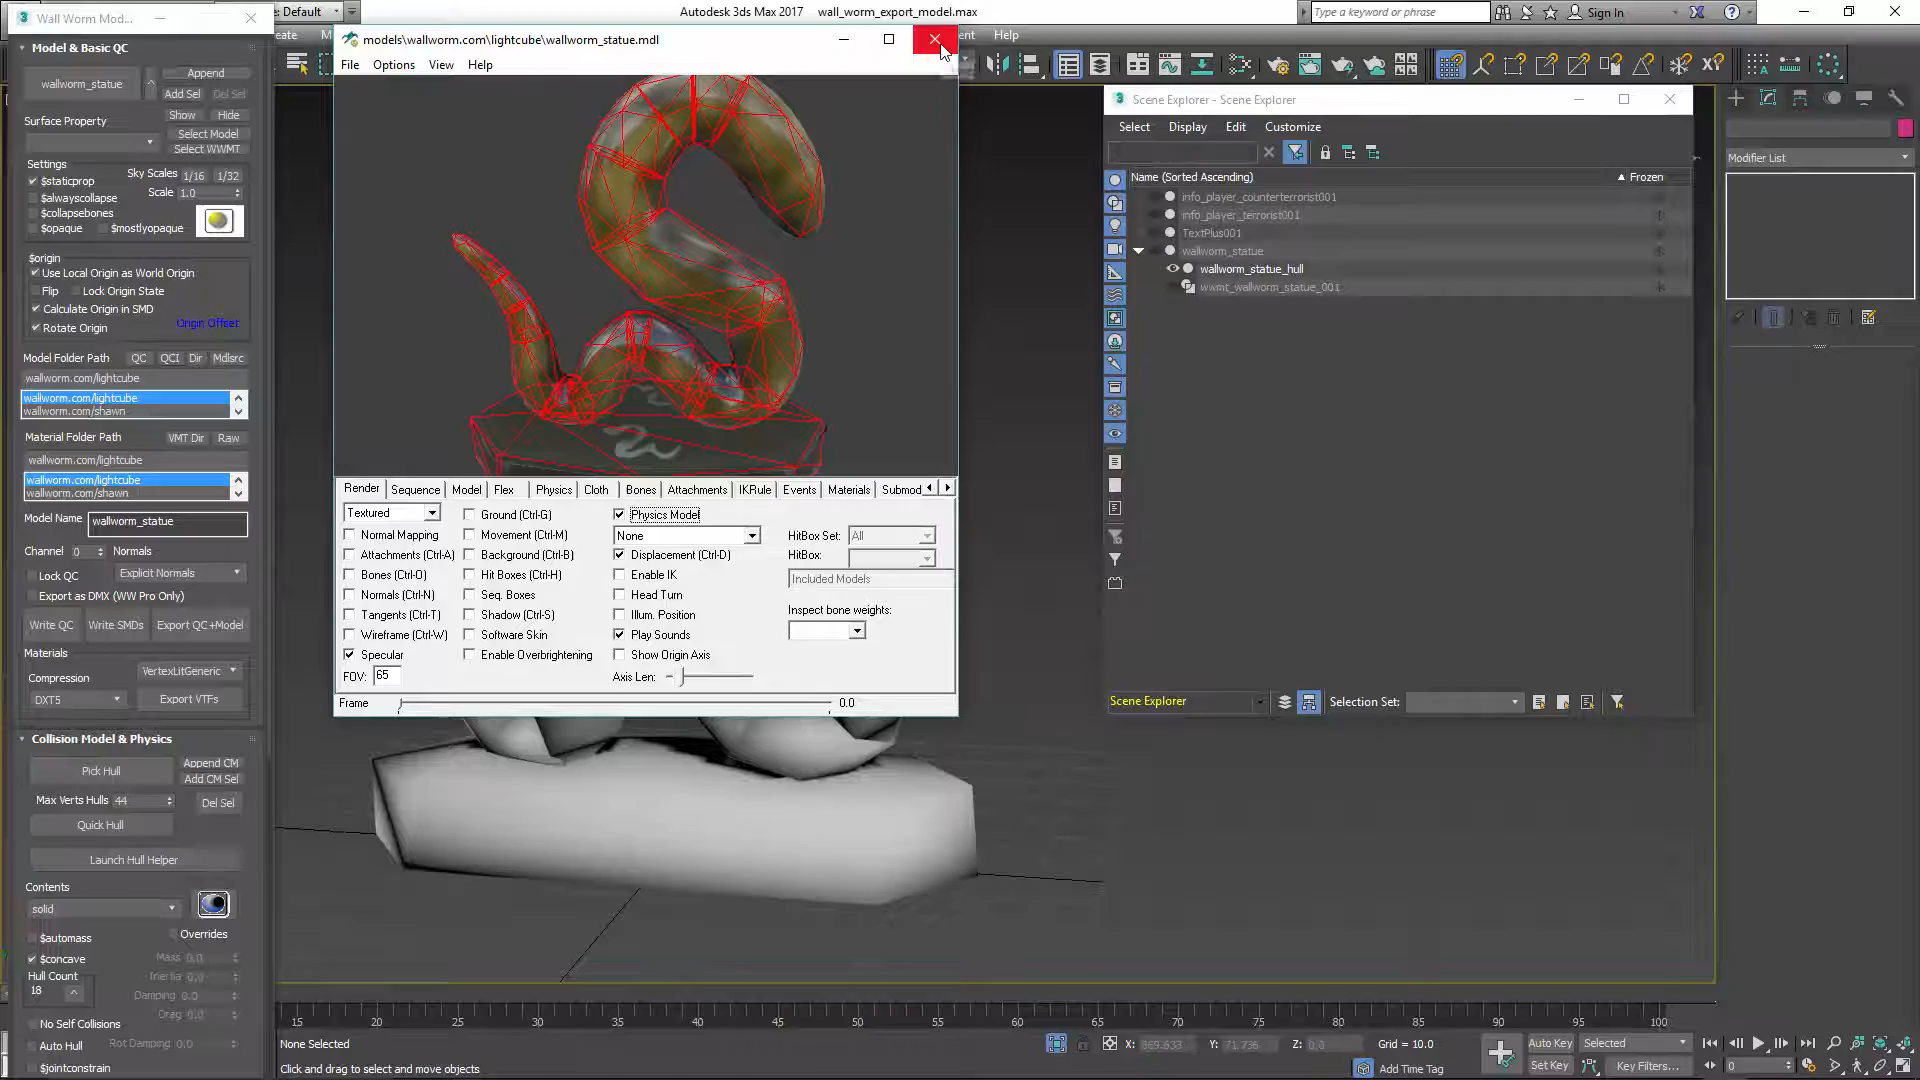 Wall Worm Mod...
: Default
Autodesk 3ds Max 2017
wall_worm_export_model.max
Type a keyword or phrase
Sign In
Help
Model & Basic QC
wallworm_statue
Append
Add Sel
Del Sel
Surface Property
Show
Hide
Select Model
Select WWMT
Settings
$staticprop
Sky Scales
1/16
1/32
$alwayscollapse
Scale
1.0
$collapsebones
$opaque
$mostlyopaque
$origin
Use Local Origin as World Origin
Flip
Lock Origin State
Calculate Origin in SMD
Rotate Origin
Origin Offset
Model Folder Path
QC
QCI
Dir
Mdlsrc
wallworm.com/lightcube
wallworm.com/lightcube
wallworm.com/shawn
Material Folder Path
VMT Dir
Raw
wallworm.com/lightcube
wallworm.com/lightcube
wallworm.com/shawn
Model Name
wallworm_statue
Channel
0
Normals
Lock QC
Explicit Normals
Export as DMX (WW Pro Only)
Write QC
Write SMDs
Export QC+Model
Materials
Compression
VertexLitGeneric
DXT5
Export VTFs
Collision Model & Physics
Pick Hull
Append CM
Add CM Sel
Max Verts Hulls
44
Del Sel
Quick Hull
Launch Hull Helper
Contents
solid
$automass
Overrides
$concave
Mass
0.0
Hull Count
Inertia
0.0
18
Damping
0.0
Drag
0.0
No Self Collisions
Auto Hull
Rot Damping
0.0
$jointconstrain
models\wallworm.com\lightcube\wallworm_statue.mdl
File
Options
View
Help
Render
Sequence
Model
Flex
Physics
Cloth
Bones
Attachments
IKRule
Events
Materials
Submod
Textured
Ground (Ctrl-G)
Physics Model
Normal Mapping
Movement (Ctrl-M)
None
HitBox Set:
All
Attachments (Ctrl-A)
Background (Ctrl-B)
Displacement (Ctrl-D)
HitBox:
Bones (Ctrl-O)
Hit Boxes (Ctrl-H)
Enable IK
Included Models
Normals (Ctrl-N)
Seq. Boxes
Head Turn
Tangents (Ctrl-T)
Shadow (Ctrl-S)
Illum. Position
Inspect bone weights:
Wireframe (Ctrl-W)
Software Skin
Play Sounds
Specular
Enable Overbrightening
Show Origin Axis
FOV:
65
Axis Len:
Frame
0.0
Scene Explorer - Scene Explorer
Select
Display
Edit
Customize
Name (Sorted Ascending)
Frozen
info_player_counterterrorist001
info_player_terrorist001
TextPlus001
wallworm_statue
wallworm_statue_hull
wwmt_wallworm_statue_001
Scene Explorer
Selection Set:
Modifier List
15
20
25
30
35
40
45
50
55
60
65
70
75
80
85
90
95
100
None Selected
X:
869.633
Y:
71.736
Z:
0.0
Grid = 10.0
Auto Key
Selected
Click and drag to select and move objects
Add Time Tag
Set Key
Key Filters...
0